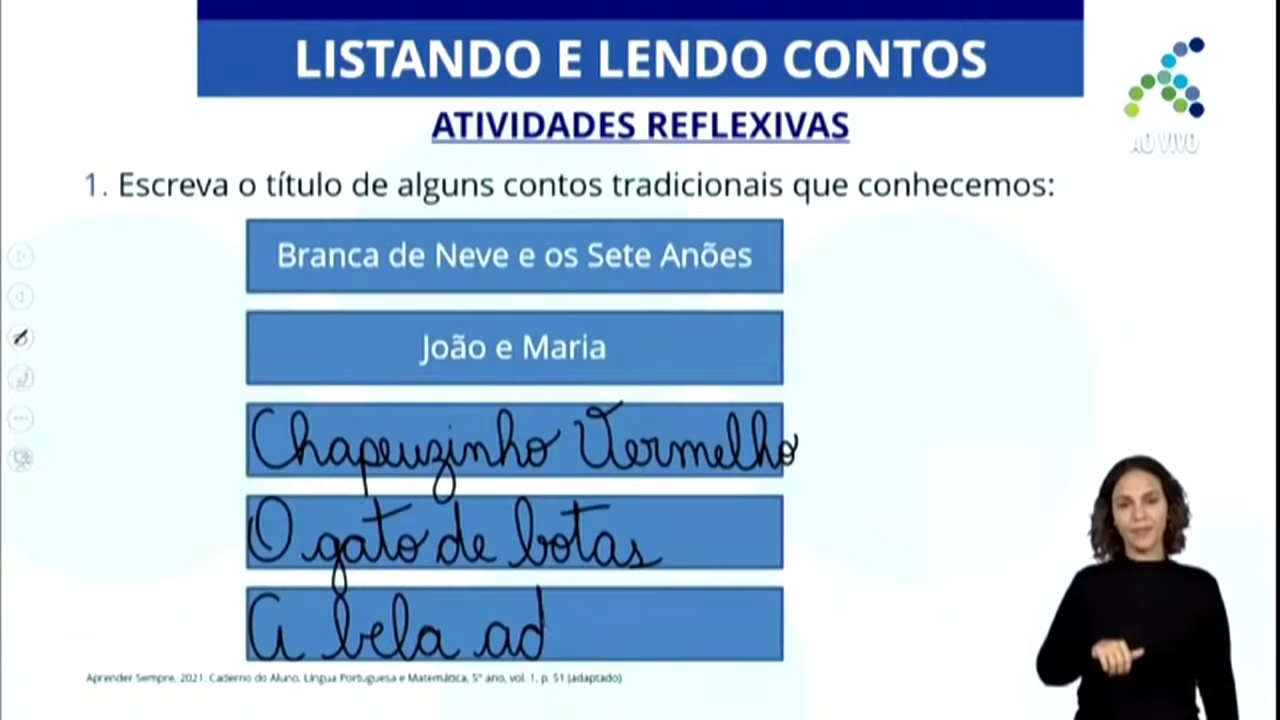 LISTANDO E LENDO CONTOS
AO VIVO
ATIVIDADES REFLEXIVAS
1. Escreva o título de alguns contos tradicionais que conhecemos:
Branca de Neve e os Sete Anões
João e Maria
Chapeuzinho Vermelho
O gato de botas
A bela ad
Aprender Sempre, 2021. Caderno do Aluno, Língua Portuguesa e Matemática, 5º ano, vol. 1, p. 51 (adaptado)